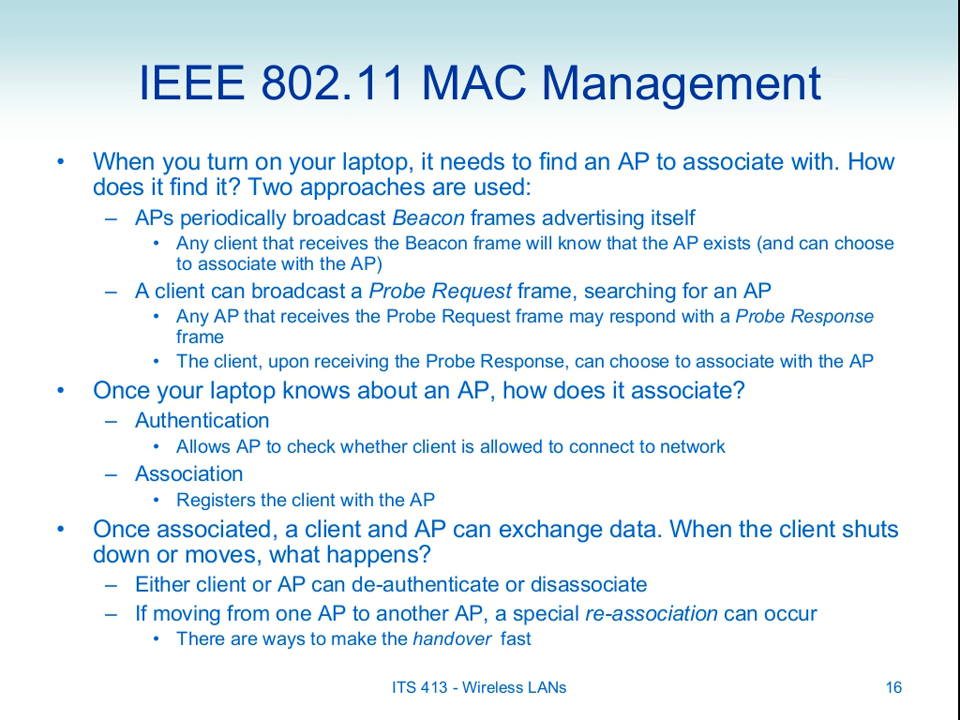 IEEE 802.11 MAC Management
• When you turn on your laptop, it needs to find an AP to associate with. How
does it find it? Two approaches are used:
– APs periodically broadcast Beacon frames advertising itself
• Any client that receives the Beacon frame will know that the AP exists (and can choose
to associate with the AP)
– A client can broadcast a Probe Request frame, searching for an AP
• Any AP that receives the Probe Request frame may respond with a Probe Response
frame
• The client, upon receiving the Probe Response, can choose to associate with the AP
• Once your laptop knows about an AP, how does it associate?
– Authentication
• Allows AP to check whether client is allowed to connect to network
– Association
• Registers the client with the AP
• Once associated, a client and AP can exchange data. When the client shuts
down or moves, what happens?
– Either client or AP can de-authenticate or disassociate
– If moving from one AP to another AP, a special re-association can occur
• There are ways to make the handover fast
ITS 413 - Wireless LANs
16